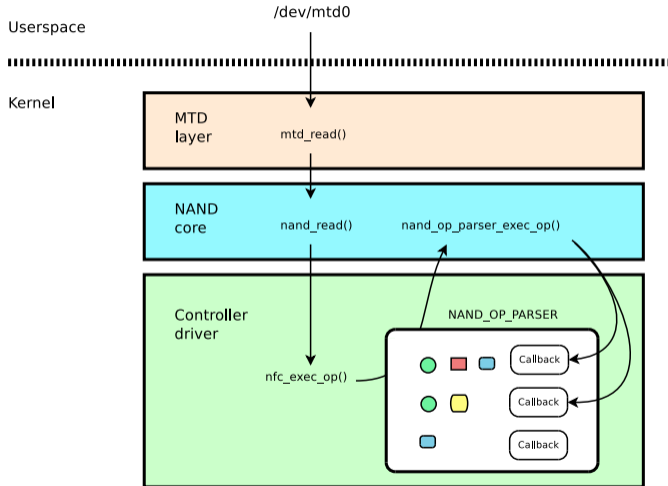 /dev/mtd0
Userspace
Kernel
MTD
layer
mtd_read()
NAND
core
nand_read()
nand_op_parser_exec_op()
Controller
driver
NAND_OP_PARSER
nfc_exec_op()
Callback
Callback
Callback